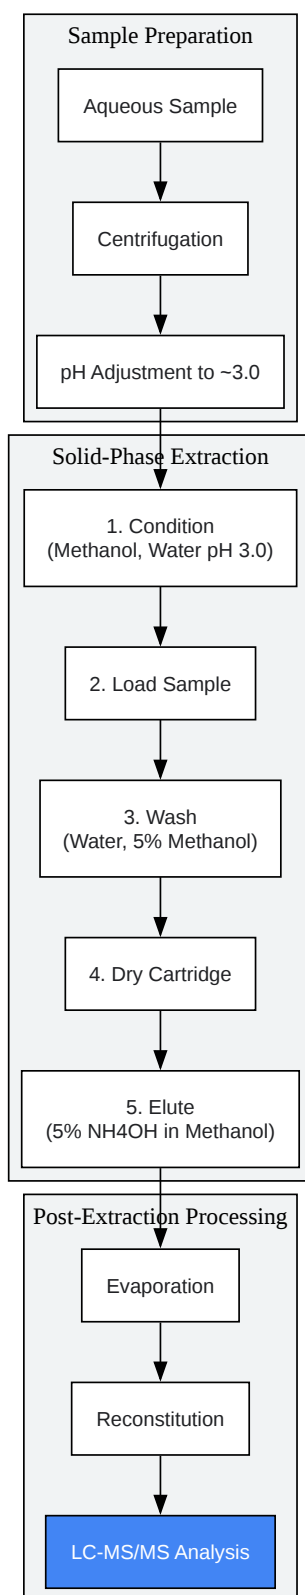 Sample Preparation
Aqueous Sample
Centrifugation
pH Adjustment to ~3.0
Solid-Phase Extraction
1. Condition
(Methanol, Water pH 3.0)
2. Load Sample
3. Wash
(Water, 5% Methanol)
4. Dry Cartridge
5. Elute
(5% NH4OH in Methanol)
Post-Extraction Processing
Evaporation
Reconstitution
LC-MS/MS Analysis